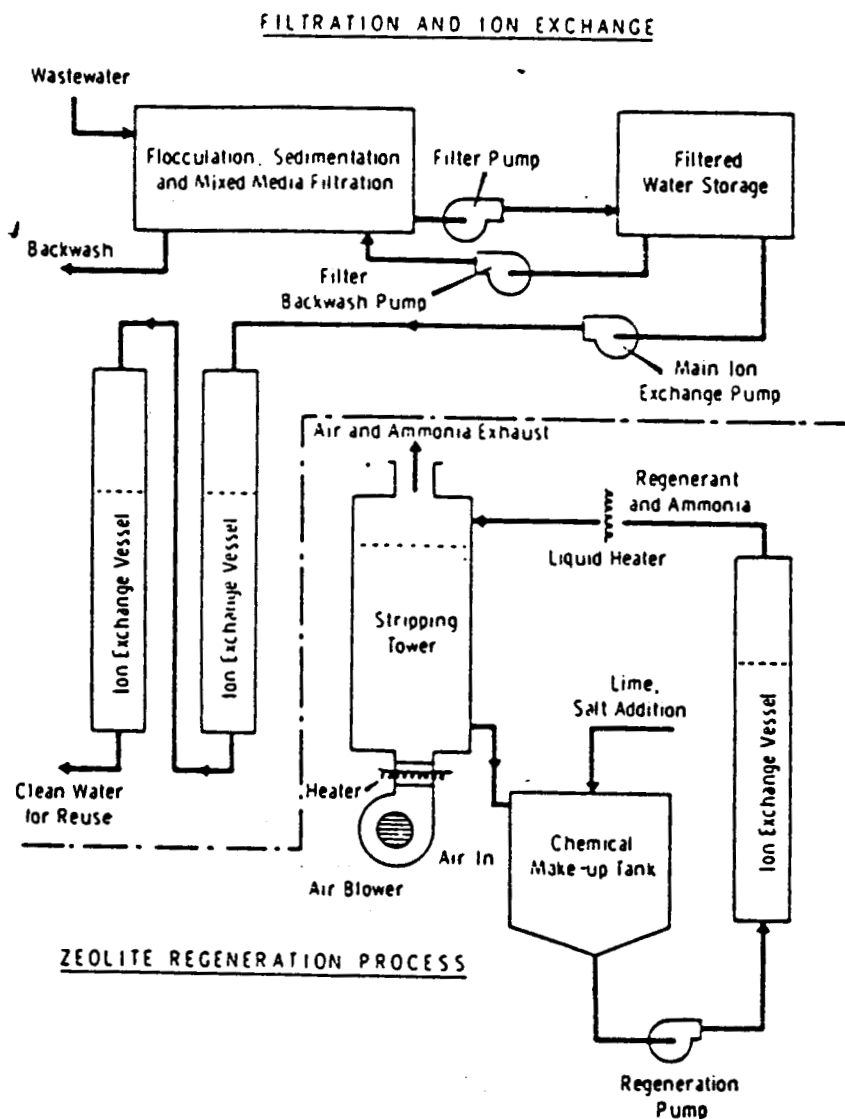 FILTRATION AND ION EXCHANGE
Wastewater
Flocculation, Sedimentation
and Mixed Media Filtration
Filter Pump
Filtered
Water Storage
Backwash
Filter
Backwash Pump
Main Ion
Exchange Pump
Air and Ammonia Exhaust
Regenerant
and Ammonia
Liquid Heater
Ion Exchange Vessel
Ion Exchange Vessel
Stripping
Tower
Lime,
Salt Addition
Ion Exchange Vessel
Clean Water
for Reuse
Heater
Air In
Air Blower
Chemical
Make-up Tank
ZEOLITE REGENERATION PROCESS
Regeneration
Pump